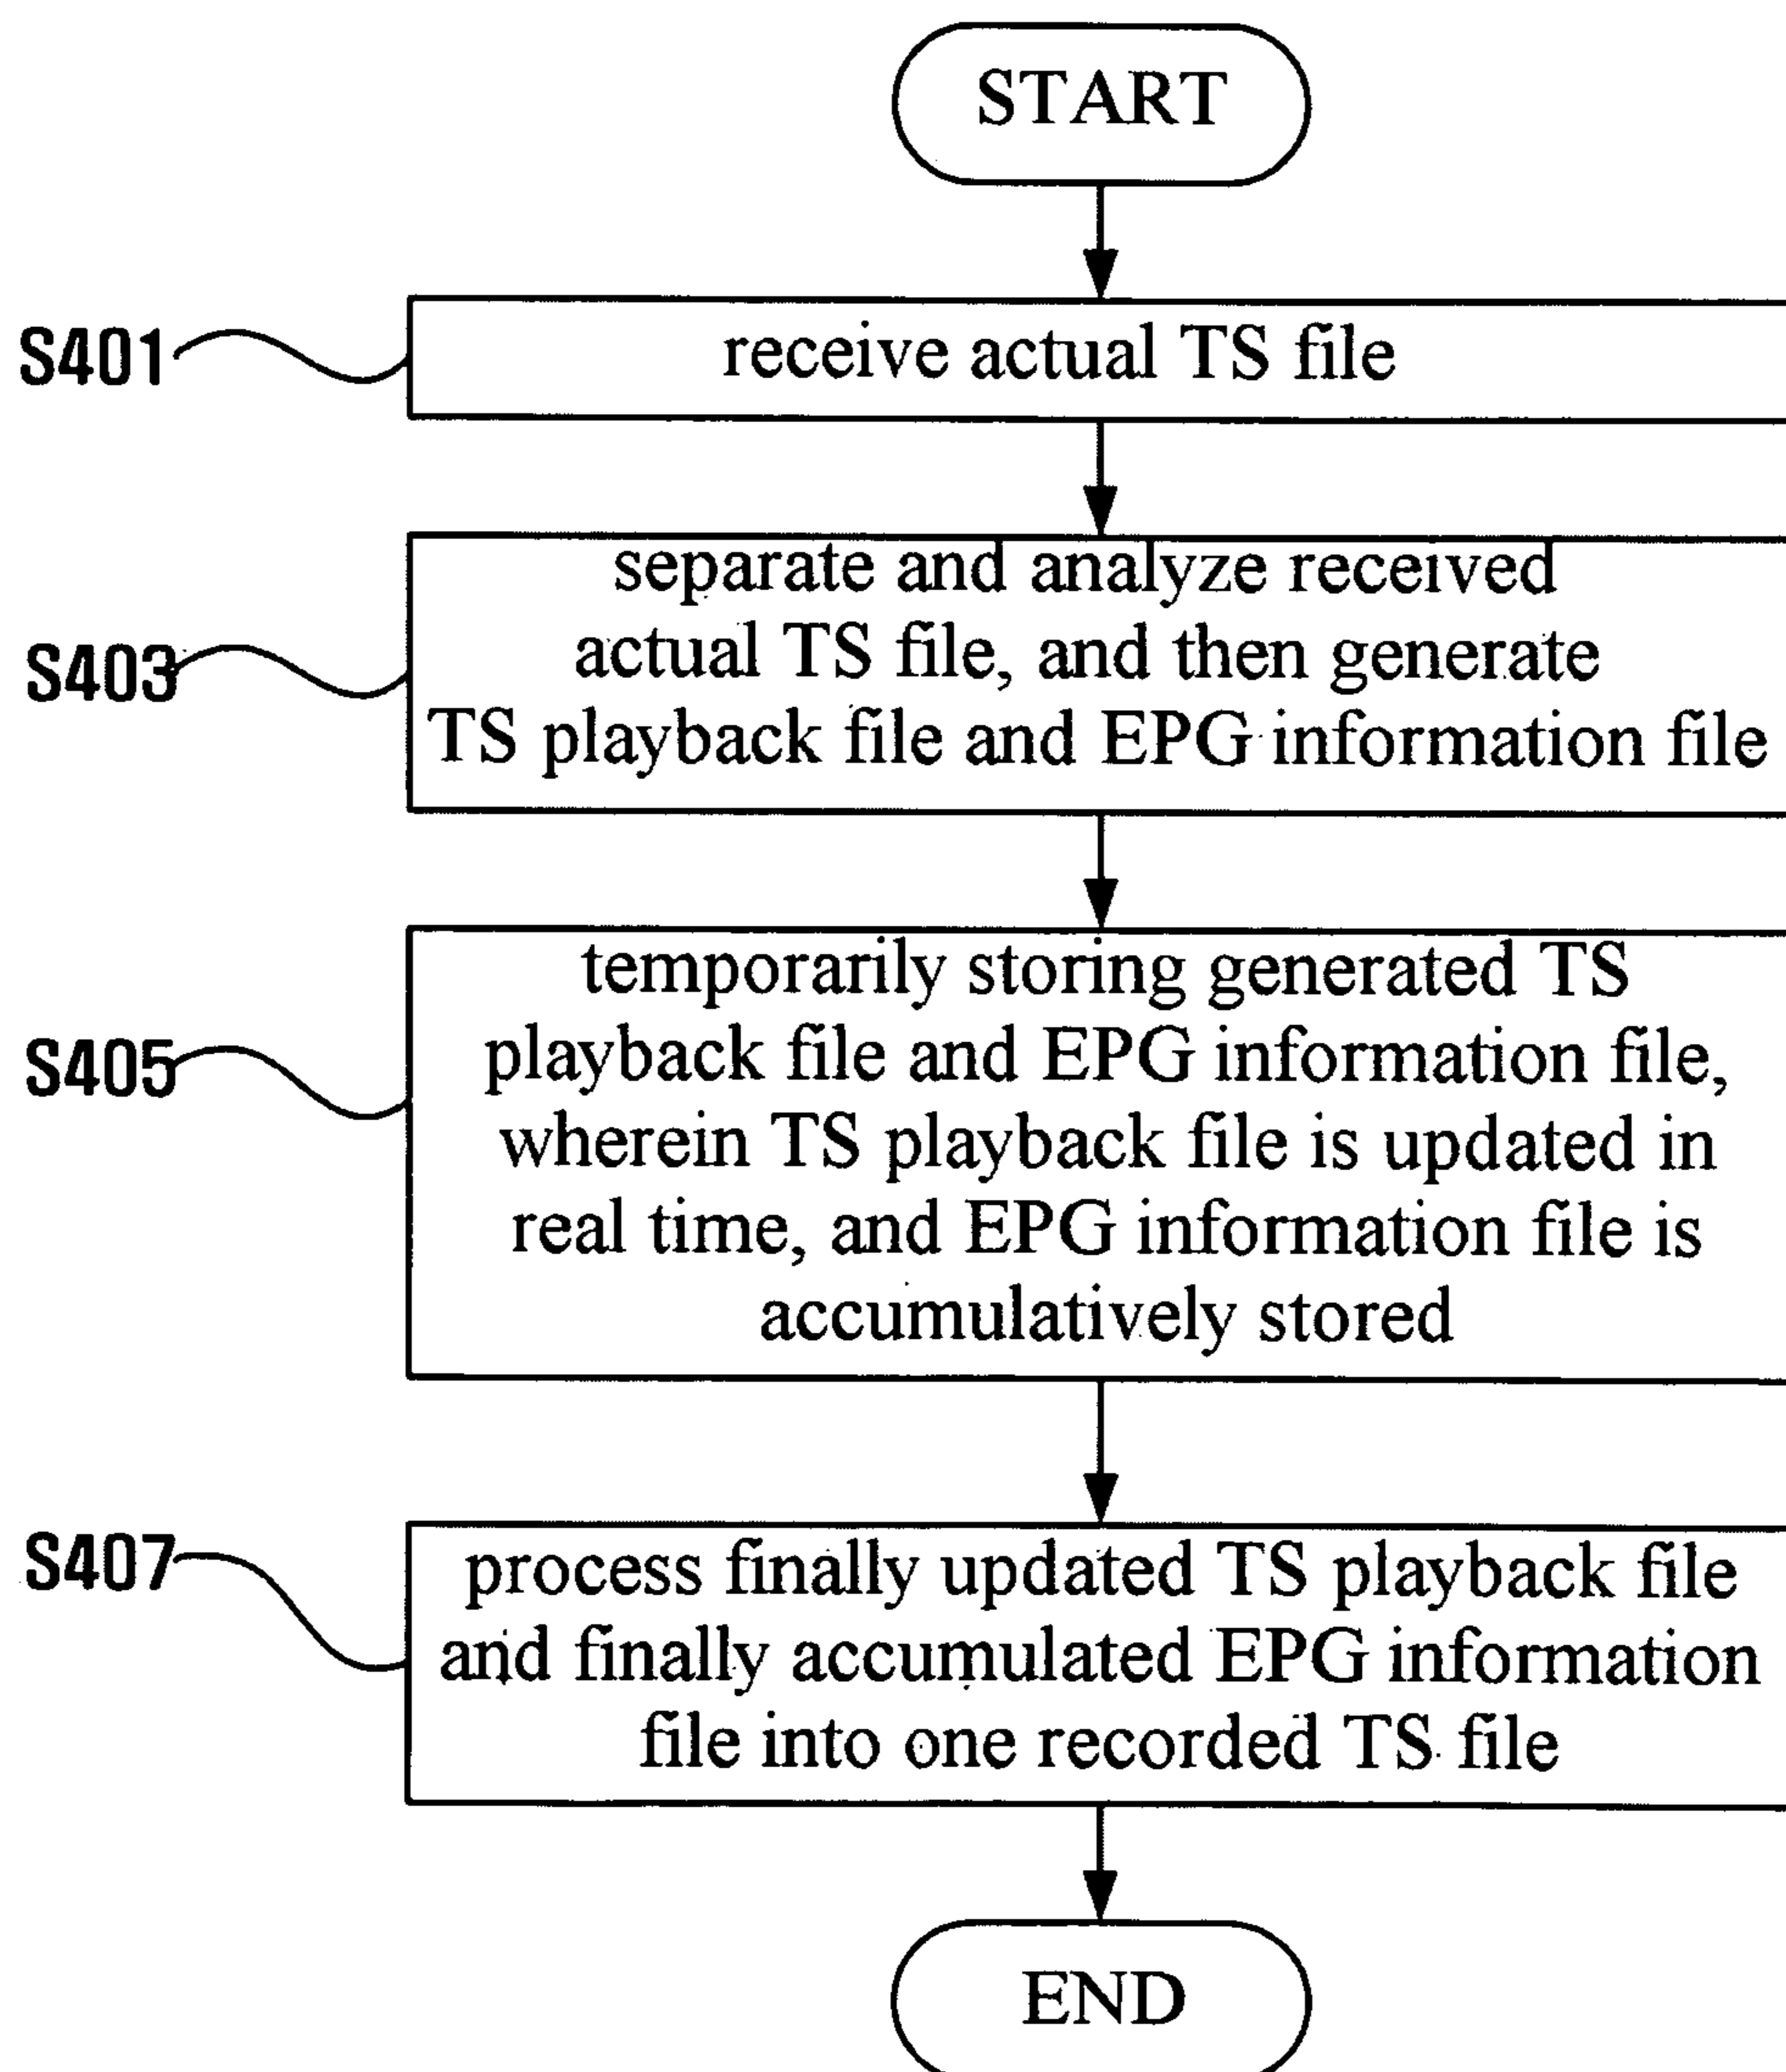 START
S401
receive actual TS file
S403
separate and analyze received
actual TS file, and then generate
TS playback file and EPG information file
S405
temporarily storing generated TS
playback file and EPG information file,
wherein TS playback file is updated in
real time, and EPG information file is
accumulatively stored
S407
process finally updated TS playback file
and finally accumulated EPG information
file into one recorded TS file
END